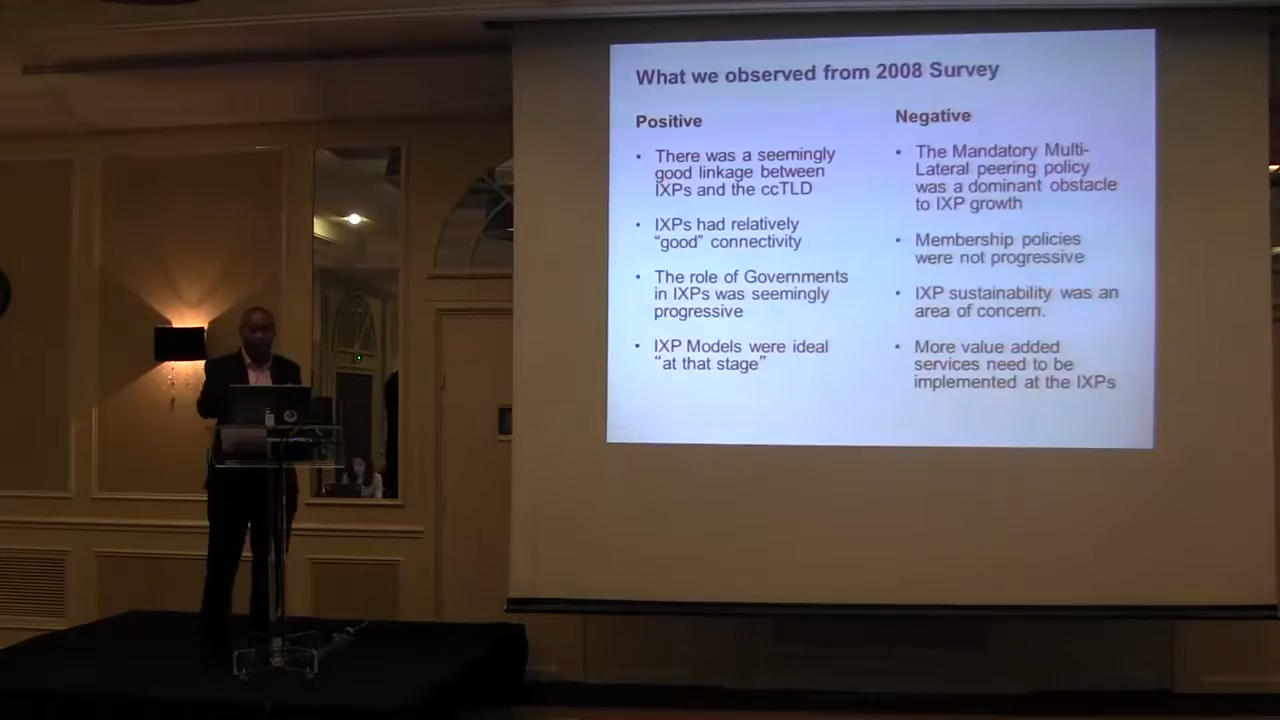 What we observed from 2008 Survey
Positive
• There was a seemingly
good linkage between
IXPs and the ccTLD
• IXPs had relatively
“good” connectivity
• The role of Governments
in IXPs was seemingly
progressive
• IXP Models were ideal
“at that stage”
Negative
• The Mandatory Multi-
Lateral peering policy
was a dominant obstacle
to IXP growth
• Membership policies
were not progressive
• IXP sustainability was an
area of concern.
• More value added
services need to be
implemented at the IXPs